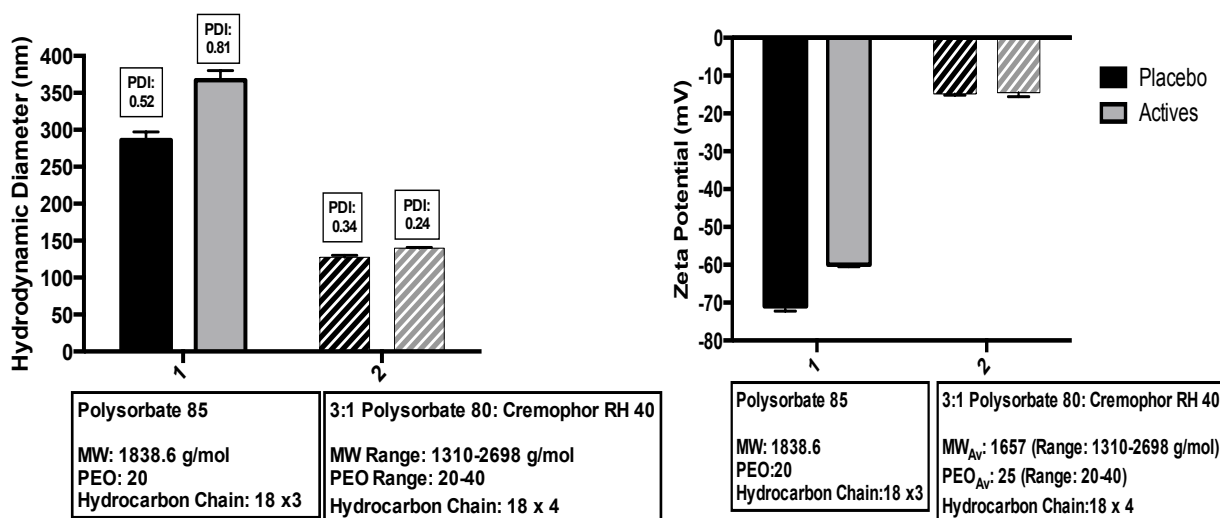 Hydrodynamic Diameter (nm)
400
350
300
250
200
150
100
50
0
PDI:
0.52
PDI:
0.81
PDI:
0.34
PDI:
0.24
1
2
Polysorbate 85
MW: 1838.6 g/mol
PEO: 20
Hydrocarbon Chain: 18 x3
3:1 Polysorbate 80: Cremophor RH 40
MW Range: 1310-2698 g/mol
PEO Range: 20-40
Hydrocarbon Chain: 18 x 4
Zeta Potential (mV)
0
-10
-20
-30
-40
-50
-60
-70
-80
Placebo
Actives
1
2
Polysorbate 85
MW: 1838.6
PEO:20
Hydrocarbon Chain:18 x3
3:1 Polysorbate 80: Cremophor RH 40
MWAv: 1657 (Range: 1310-2698 g/mol)
PEOAv: 25 (Range: 20-40)
Hydrocarbon Chain:18 x 4